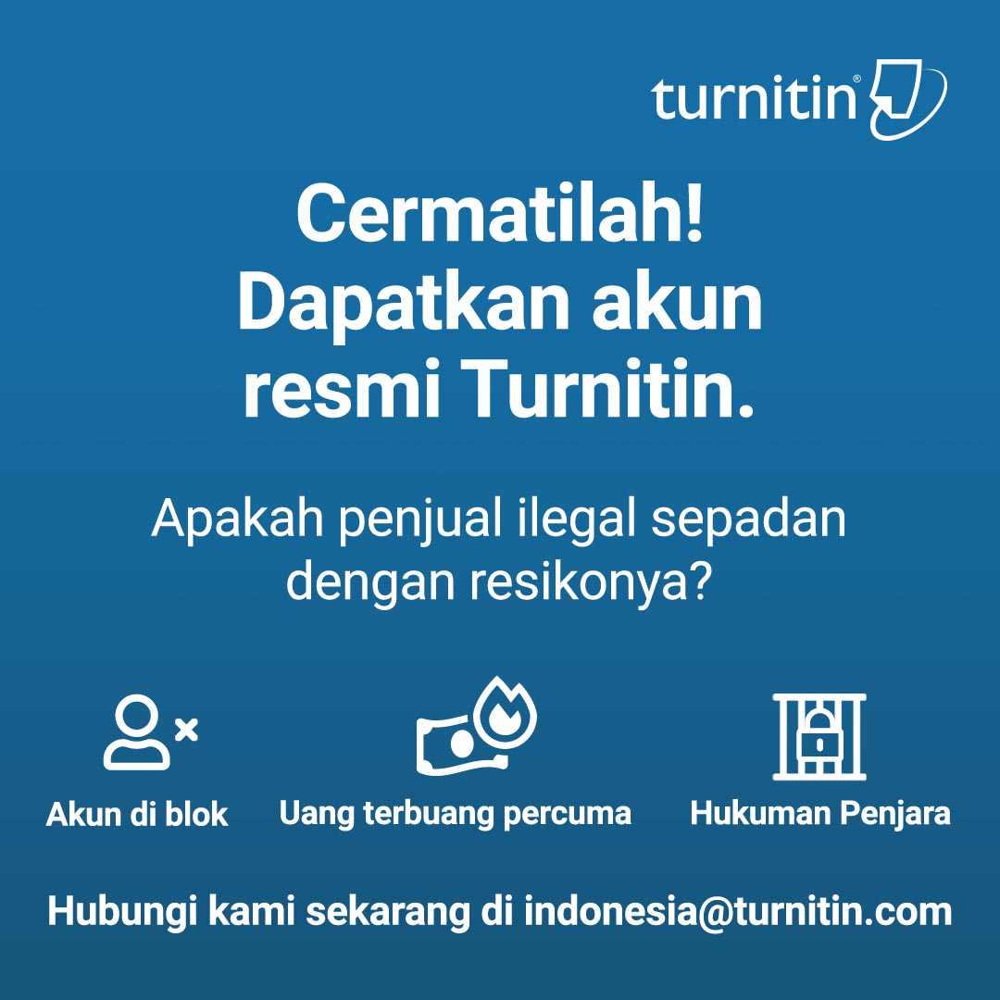 turnitin®
Cermatilah!
Dapatkan akun
resmi Turnitin.
Apakah penjual ilegal sepadan
dengan resikonya?
Akun di blok
Uang terbuang percuma
Hukuman Penjara
Hubungi kami sekarang di indonesia@turnitin.com